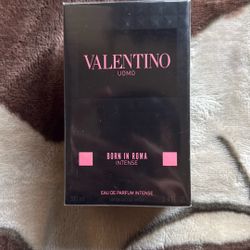 VALENTINO
UOMO
BORN IN ROMA
INTENSE
EAU DE PARFUM INTENSE